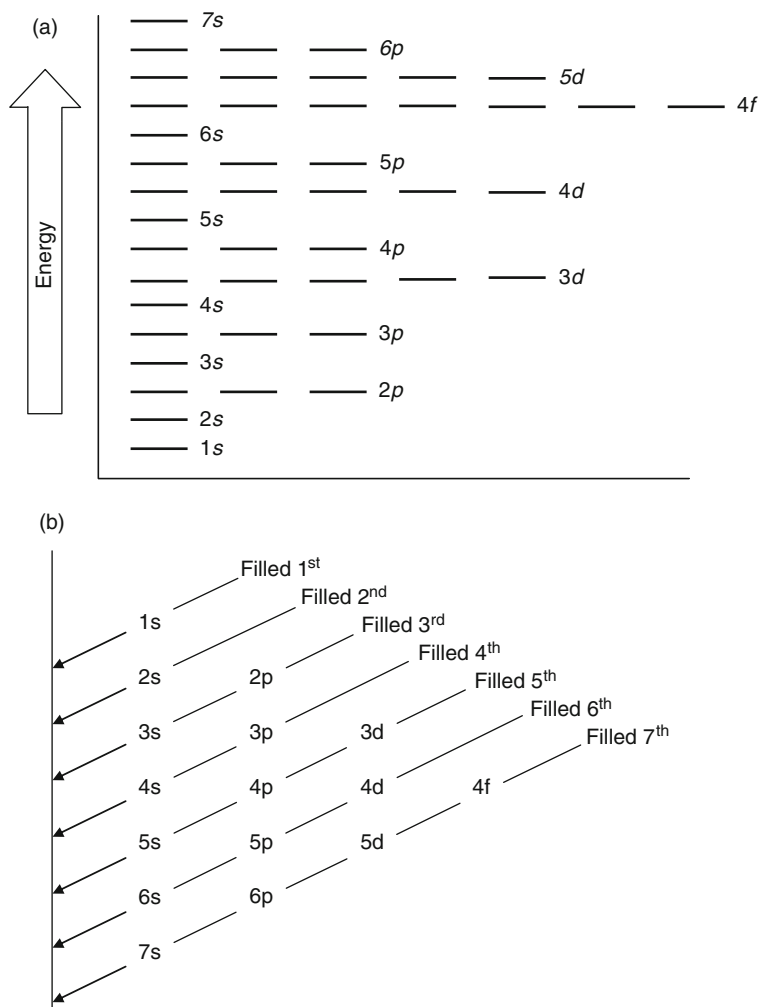 (a)
7s
6p
5d
4f
6s
5p
4d
5s
4p
3d
4s
3p
3s
2p
2s
1s
Energy
(b)
Filled 1st
Filled 2nd
1s
Filled 3rd
Filled 4th
2s 2p
Filled 5th
Filled 6th
3s 3p 3d
Filled 7th
4s 4p 4d 4f
5s 5p 5d
6s 6p
7s